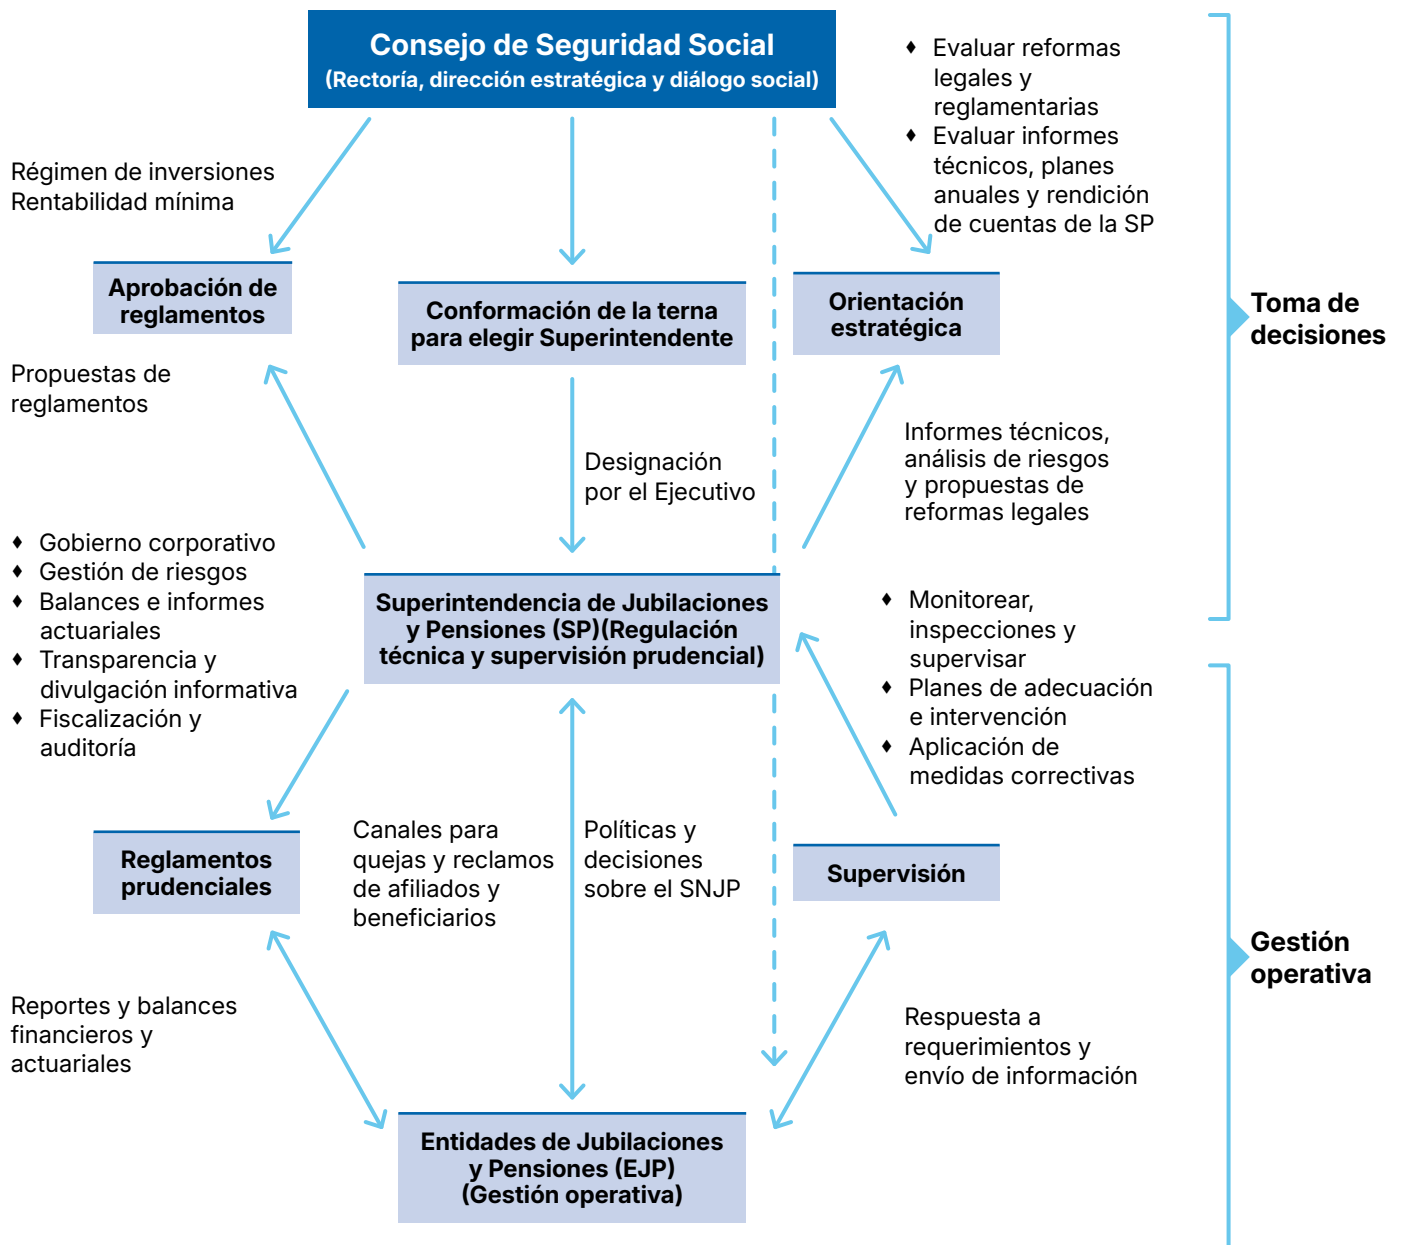 Consejo de Seguridad Social
(Rectoría, dirección estratégica y diálogo social)
♦ Evaluar reformas
legales y
reglamentarias
♦ Evaluar informes
técnicos, planes
anuales y rendición
de cuentas de la SP
Régimen de inversiones
Rentabilidad mínima
Aprobación de
reglamentos
Conformación de la terna
para elegir Superintendente
Orientación
estratégica
Toma de
decisiones
Propuestas de
reglamentos
Designación
por el Ejecutivo
Informes técnicos,
análisis de riesgos
y propuestas de
reformas legales
♦ Gobierno corporativo
♦ Gestión de riesgos
♦ Balances e informes
actuariales
♦ Transparencia y
divulgación informativa
♦ Fiscalización y
auditoría
Superintendencia de Jubilaciones
y Pensiones (SP)(Regulación
técnica y supervisión prudencial)
♦ Monitorear,
inspecciones y
supervisar
♦ Planes de adecuación
e intervención
♦ Aplicación de
medidas correctivas
Reglamentos
prudenciales
Canales para
quejas y reclamos
de afiliados y
beneficiarios
Políticas y
decisiones
sobre el SNJP
Supervisión
Gestión
operativa
Reportes y balances
financieros y
actuariales
Respuesta a
requerimientos y
envío de información
Entidades de Jubilaciones
y Pensiones (EJP)
(Gestión operativa)